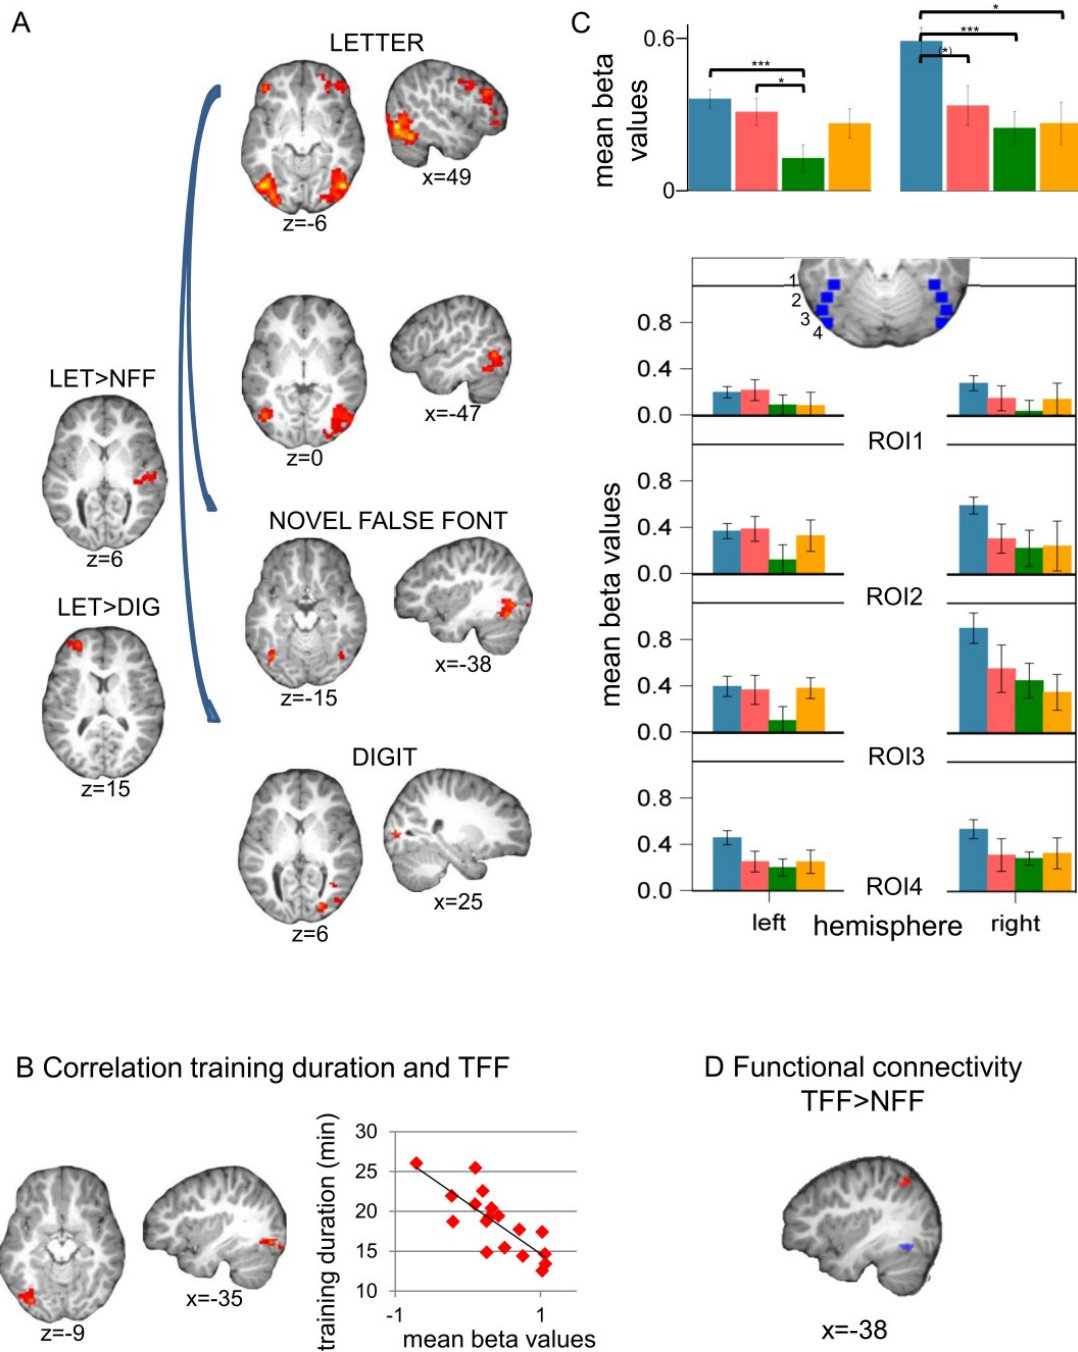 A
LETTER
x=49
z=-6
x=-47
z=0
LET>NFF
z=6
NOVEL FALSE FONT
x=-38
z=-15
LET>DIG
z=15
DIGIT
x=25
z=6
C
mean beta
values
0.6
0
***
*
*
***
(*)
1
2
3
4
mean beta values
0.8
0.4
0.0
ROI1
0.8
0.4
0.0
ROI2
0.8
0.4
0.0
ROI3
0.8
0.4
0.0
ROI4
left hemisphere right
B Correlation training duration and TFF
z=-9
x=-35
training duration (min)
30
25
20
15
10
-1 1
mean beta values
D Functional connectivity
TFF>NFF
x=-38